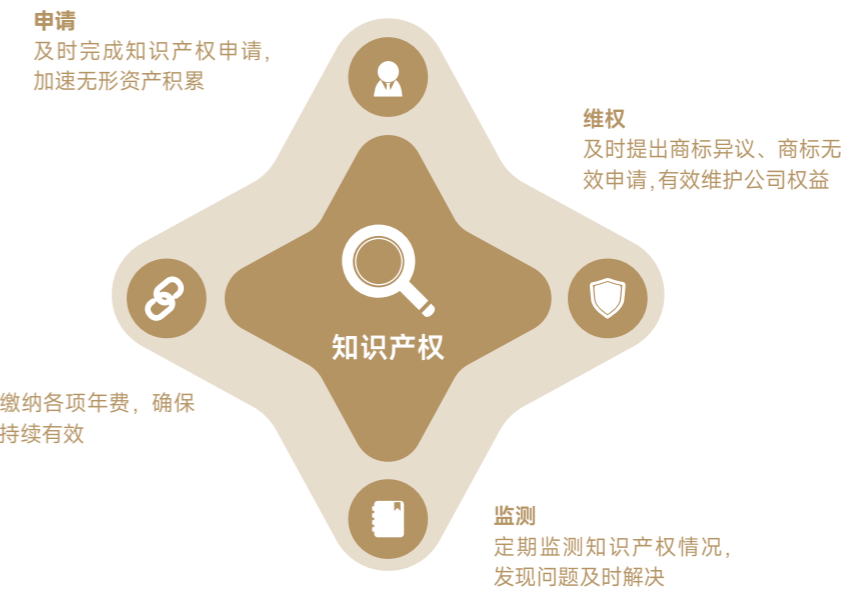 申请
及时完成知识产权申请,
加速无形资产积累
维权
及时提出商标异议、商标无
效申请,有效维护公司权益
知识产权
缴纳各项年费，确保
持续有效
监测
定期监测知识产权情况,
发现问题及时解决